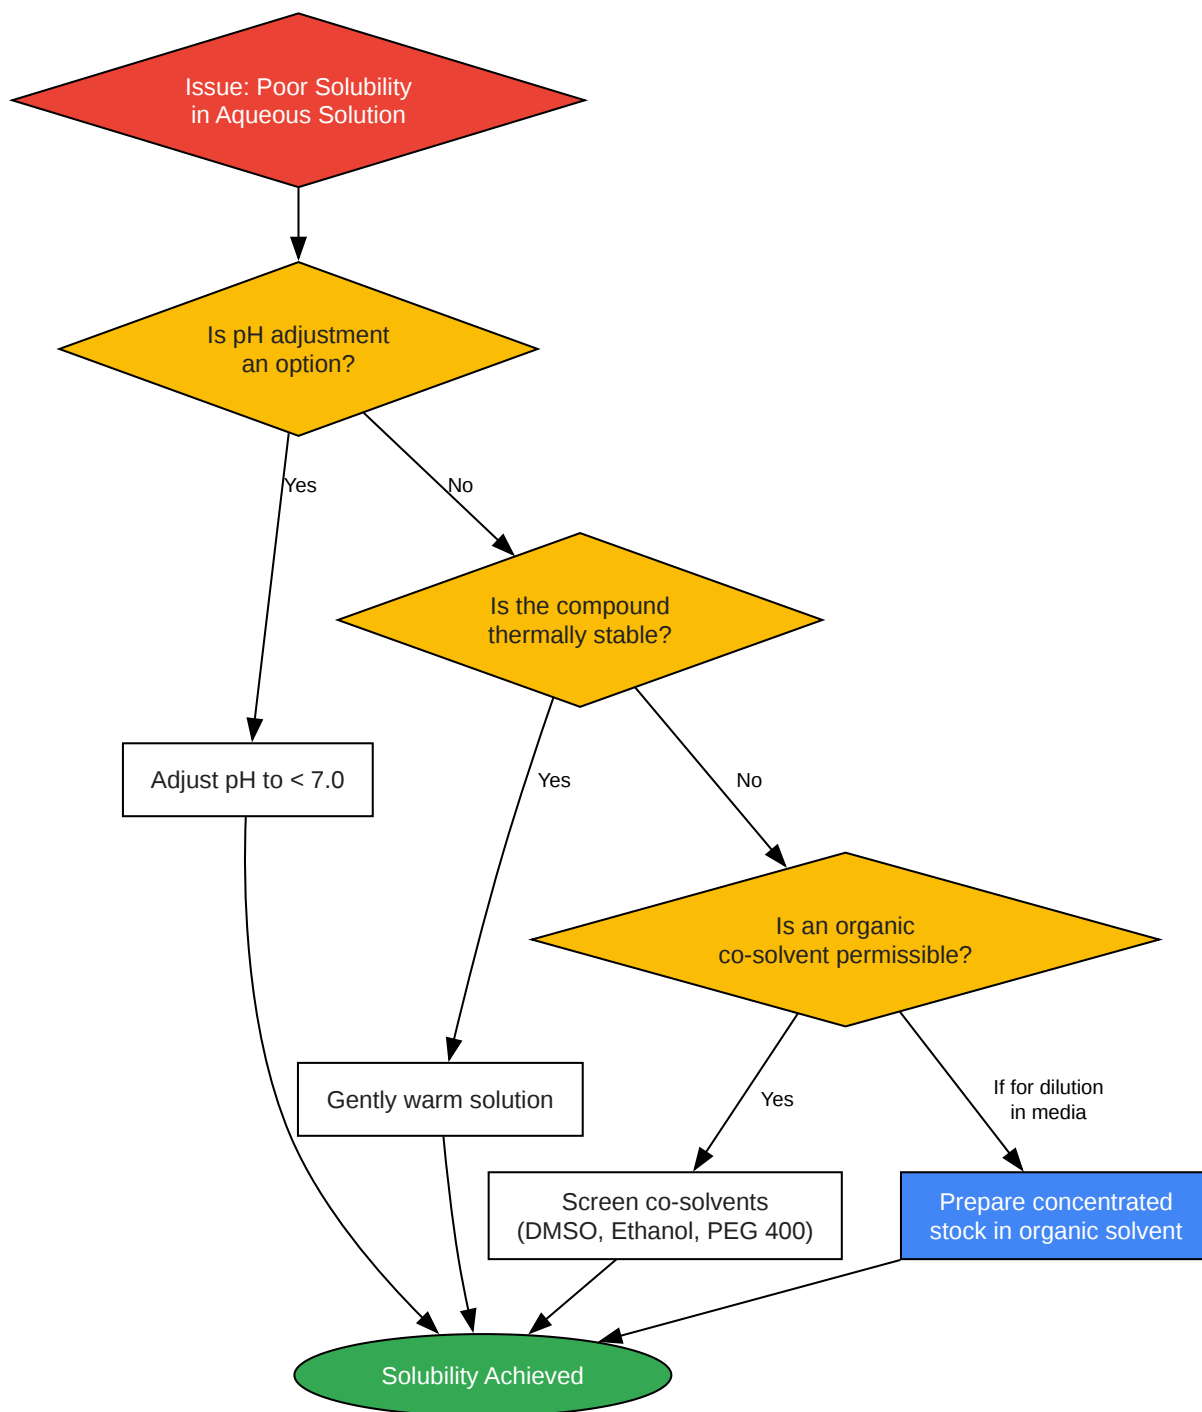 Issue: Poor Solubility
in Aqueous Solution
Is pH adjustment
an option?
Yes
No
Is the compound
thermally stable?
Adjust pH to < 7.0
Yes
No
Is an organic
co-solvent permissible?
Gently warm solution
Yes
If for dilution
in media
Screen co-solvents
(DMSO, Ethanol, PEG 400)
Prepare concentrated
stock in organic solvent
Solubility Achieved